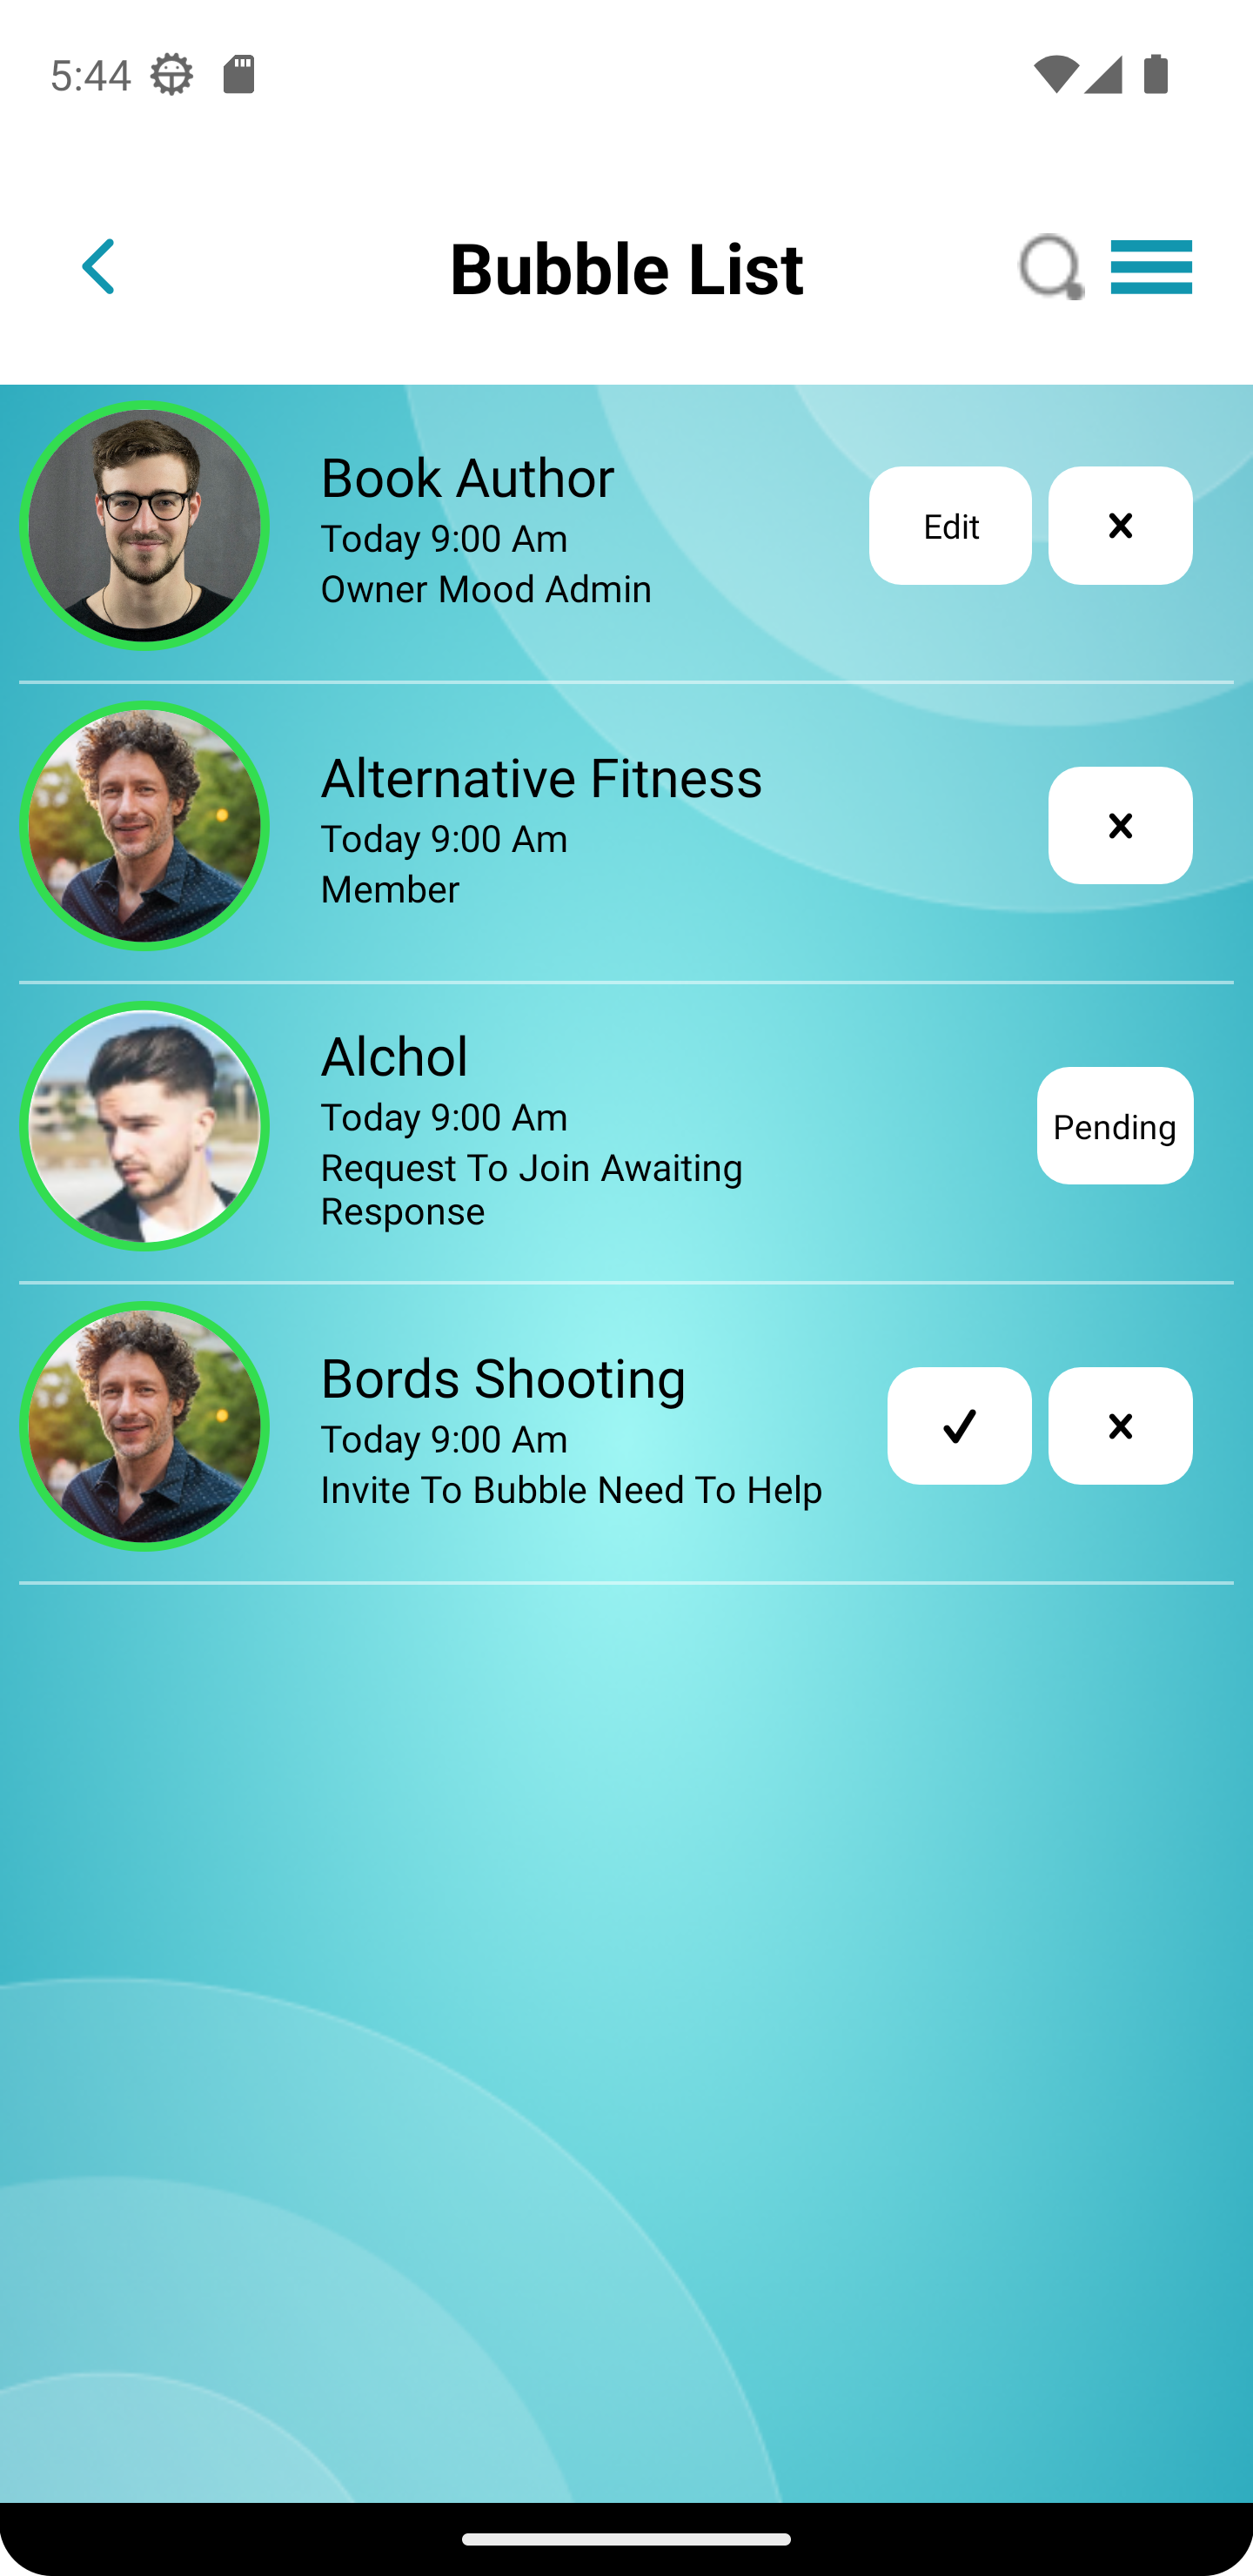 5:44
Bubble List
Book Author
Today 9:00 Am
Owner Mood Admin
Edit
Alternative Fitness
Today 9:00 Am
Member
Alchol
Today 9:00 Am
Request To Join Awaiting
Response
Pending
Bords Shooting
Today 9:00 Am
Invite To Bubble Need To Help